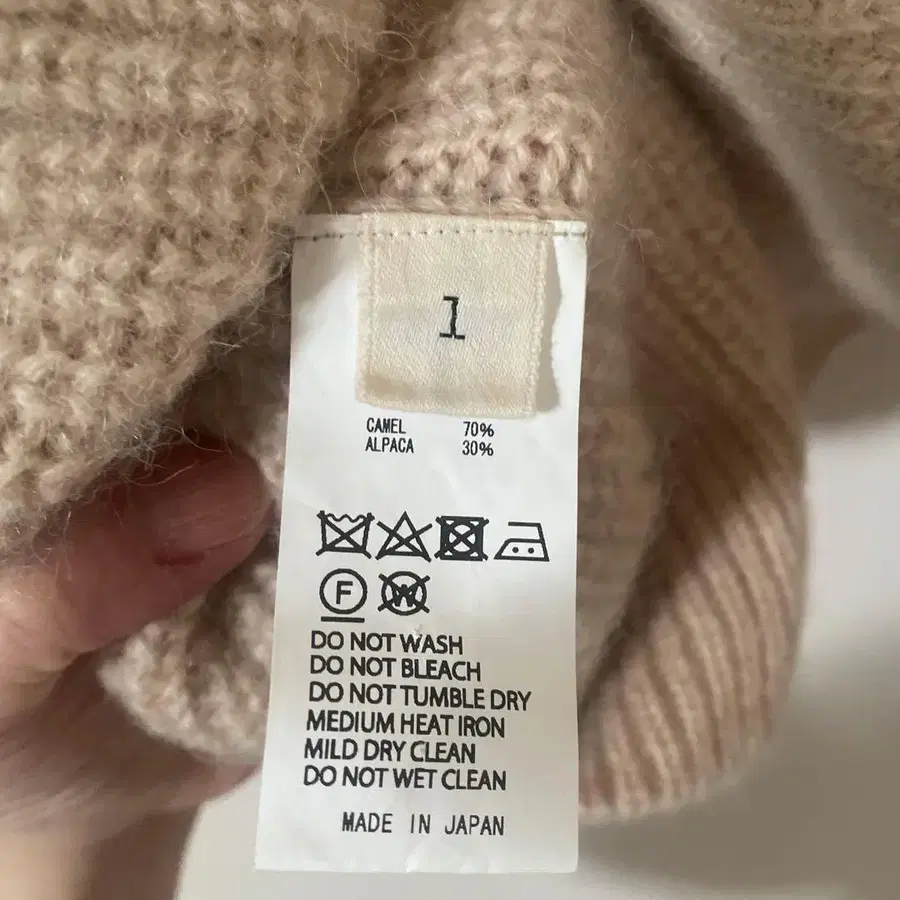 1
CAMEL 70%
ALPACA 30%
F W
DO NOT WASH
DO NOT BLEACH
DO NOT TUMBLE DRY
MEDIUM HEAT IRON
MILD DRY CLEAN
DO NOT WET CLEAN
MADE IN JAPAN